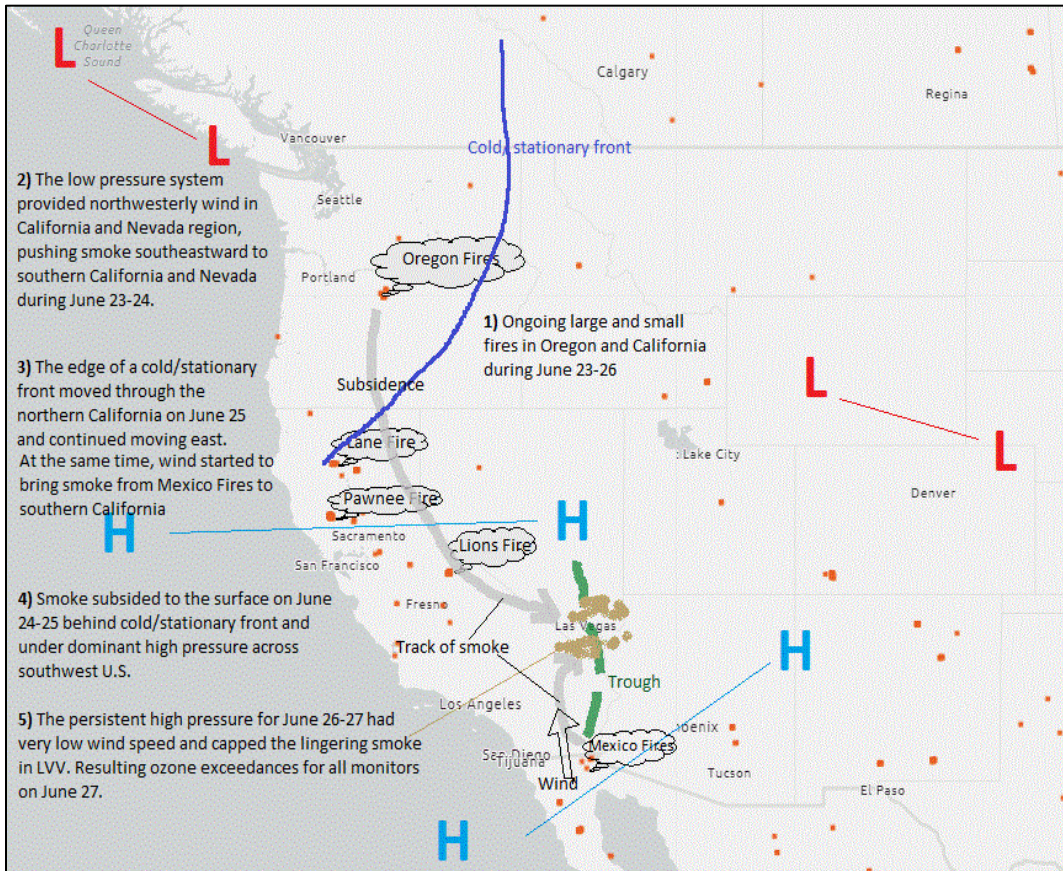 L
Queen
Charlotte
Sound
Calgary
Regina
L
Vancouver
Cold/ stationary front
2) The low pressure system
provided northwesterly wind in
California and Nevada region,
pushing smoke southeastward to
southern California and Nevada
during June 23-24.
Seattle
Oregon Fires
Portland
1) Ongoing large and small
fires in Oregon and California
during June 23-26
3) The edge of a cold/stationary
front moved through the
northern California on June 25
and continued moving east.
At the same time, wind started to
bring smoke from Mexico Fires to
southern California
Subsidence
L
Lane Fire
: Lake City
L
Pawnee Fire
Denver
H
Sacramento
H
San Francisco
Lions Fire
4) Smoke subsided to the surface on June
24-25 behind cold/stationary front and
under dominant high pressure across
southwest U.S.
Fresno
Las Vegas
Track of smoke
H
Trough
Los Angeles
5) The persistent high pressure for June 26-27 had
very low wind speed and capped the lingering smoke
in LVV. Resulting ozone exceedances for all monitors
on June 27.
Mexico Fires
oenix
San Diego
Tijuana
Wind
Tucson
El Paso
H